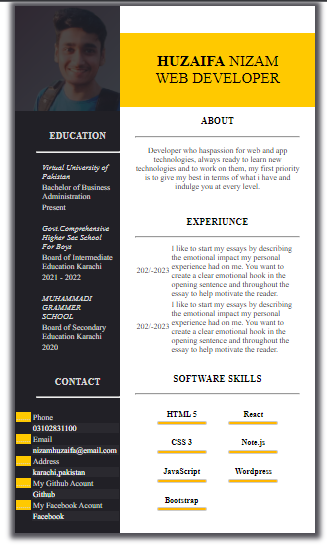 HUZAIFA NIZAM
WEB DEVELOPER
EDUCATION
Virtual University of
Pakistan
Bachelor of Business
Administration
Present
Govt.Comprehensive
Higher Sec School
For Boys
Board of Intermediate
Education Karachi
2021 - 2022
MUHAMMADI
GRAMMER
SCHOOL
Board of Secondary
Education Karachi
2020
CONTACT
Phone
03102831100
Email
nizamhuzaifa@email.com
Address
karachi,pakistan
My Github Acount
Github
My Facebook Acount
Facebook
ABOUT
Developer who haspassion for web and app
technologies, always ready to learn new
technologies and to work on them, my first priority
is to give my best in terms of what i have and
indulge you at every level.
EXPERIUNCE
I like to start my essays by describing
the emotional impact my personal
202/-2023 experience had on me. You want to
create a clear emotional hook in the
opening sentence and throughout the
essay to help motivate the reader.
I like to start my essays by describing
the emotional impact my personal
202/-2023 experience had on me. You want to
create a clear emotional hook in the
opening sentence and throughout the
essay to help motivate the reader.
SOFTWARE SKILLS
HTML 5 React
CSS 3 Note.js
JavaScript Wordpress
Bootstrap